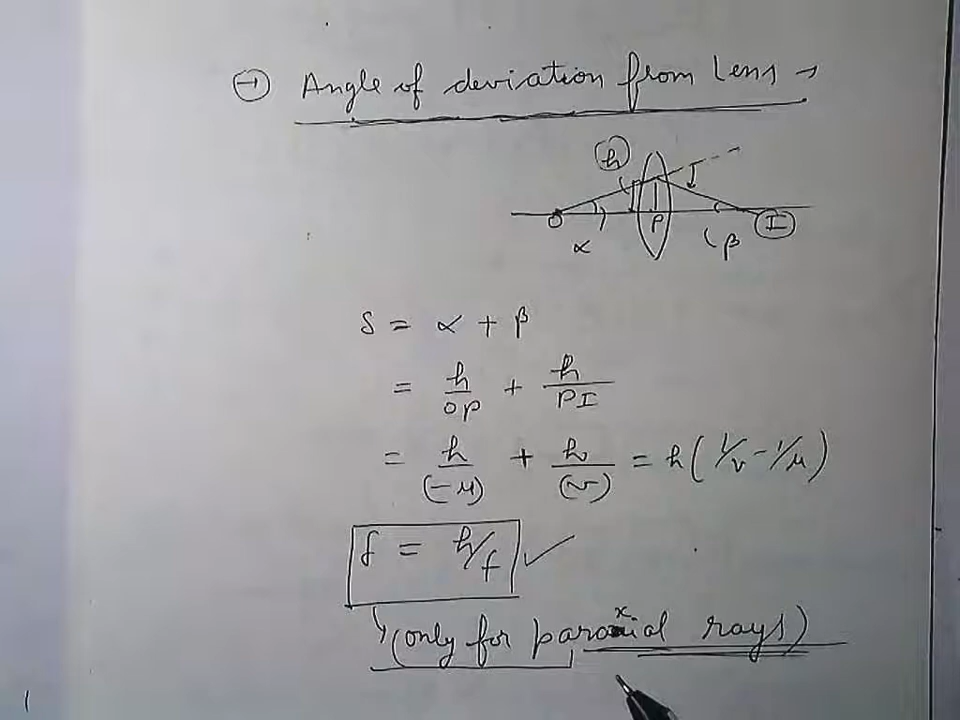 → Angle of deviation from lens →
h
O P I
α β
δ = α + β
= h/OP + h/PI
= h/(-u) + h/(v) = h(1/v - 1/u)
δ = h/f ✓
↳ (only for paraxial rays)